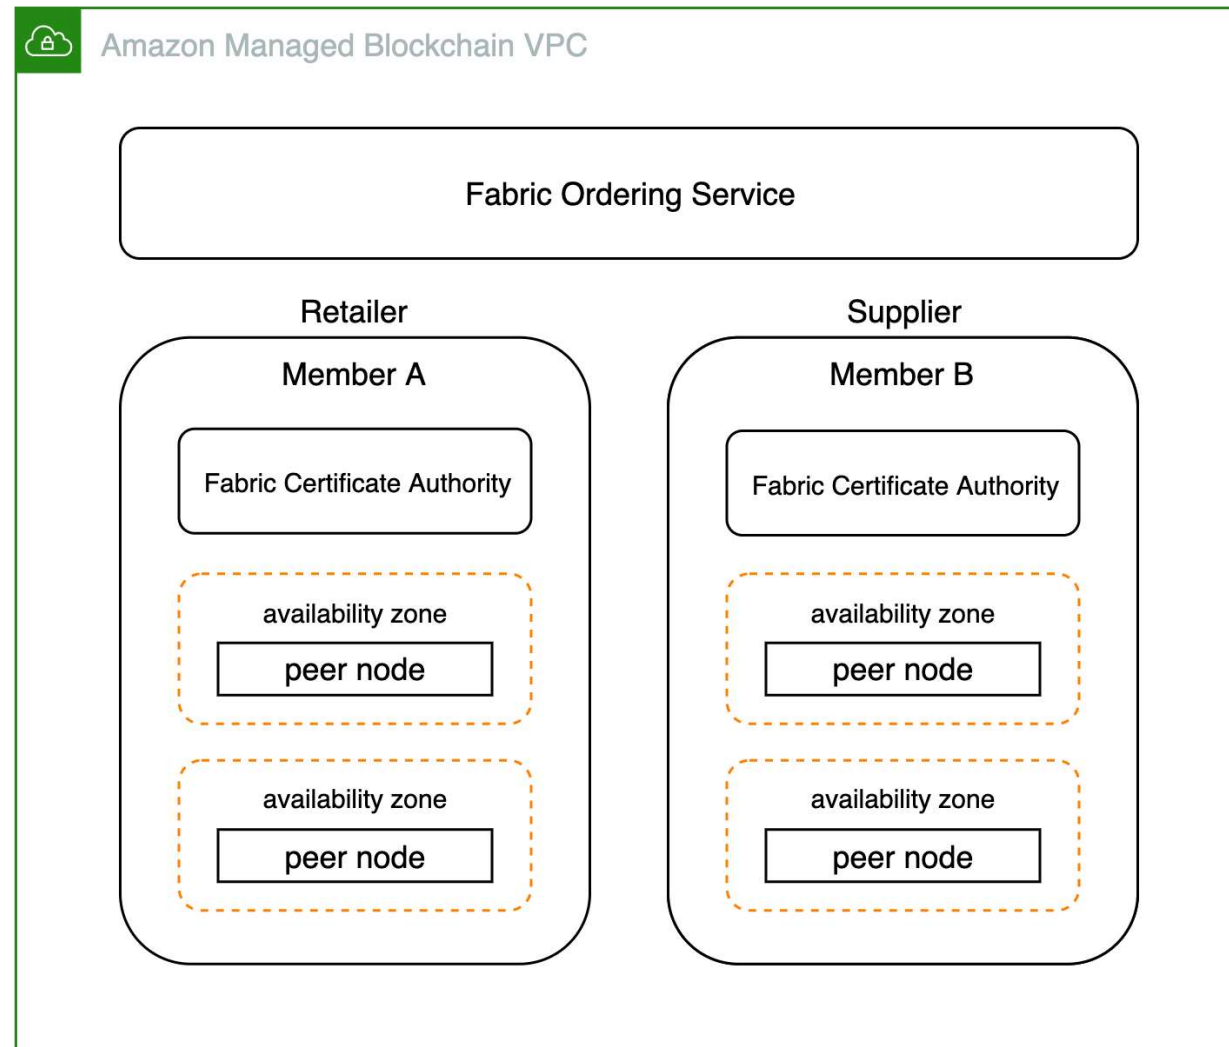 Amazon Managed Blockchain VPC
Fabric Ordering Service
Retailer
Member A
Fabric Certificate Authority
availability zone
peer node
availability zone
peer node
Supplier
Member B
Fabric Certificate Authority
availability zone
peer node
availability zone
peer node